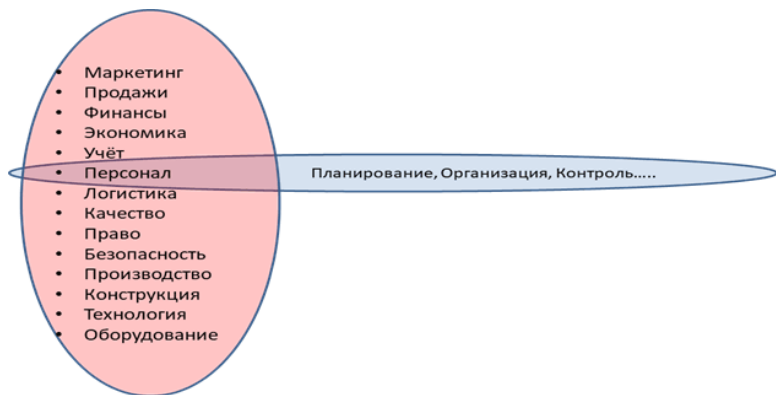 • Маркетинг
• Продажи
• Финансы
• Экономика
• Учёт
• Персонал Планирование, Организация, Контроль…..
• Логистика
• Качество
• Право
• Безопасность
• Производство
• Конструкция
• Технология
• Оборудование